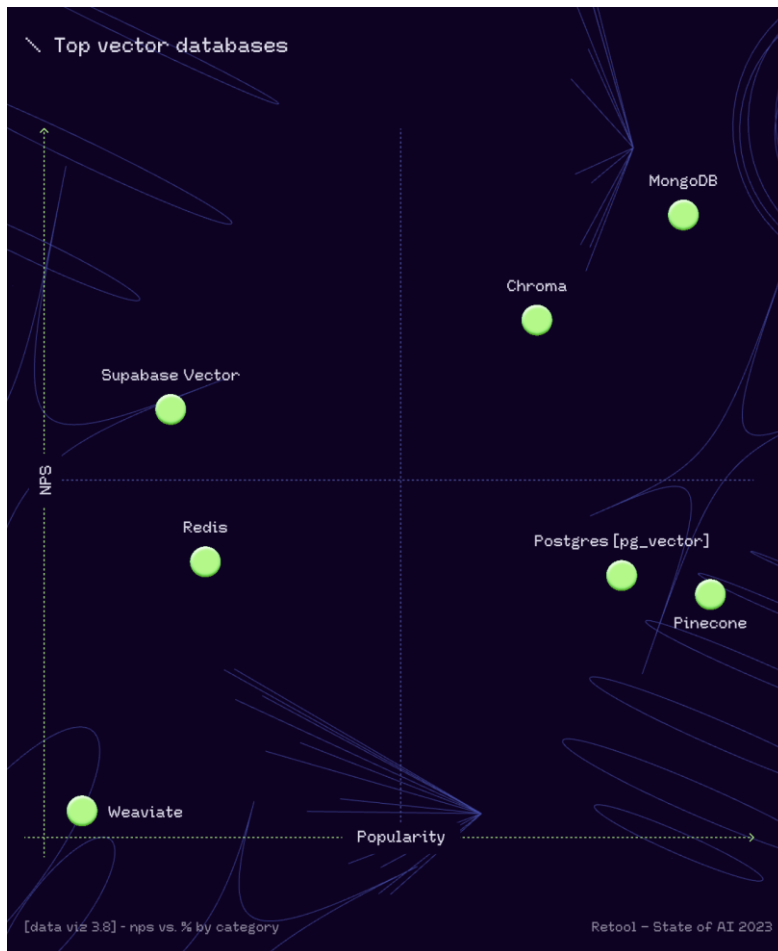 Top vector databases
MongoDB
Chroma
Supabase Vector
NPS
Redis
Postgres [pg_vector]
Pinecone
Weaviate
Popularity
[data viz 3.8] - nps vs. % by category
Retool – State of AI 2023